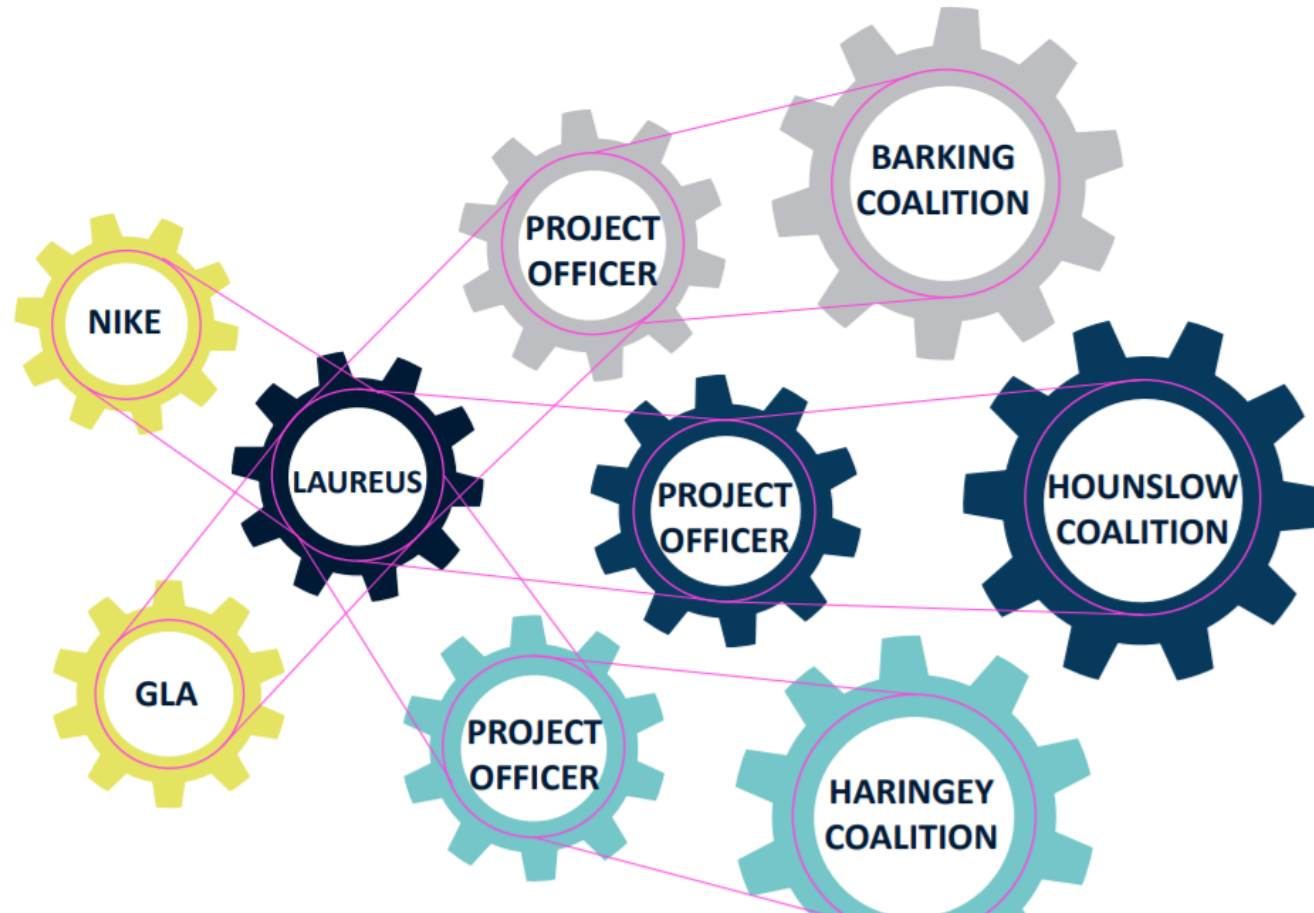 NIKE
GLA
LAUREUS
PROJECT
OFFICER
BARKING
COALITION
PROJECT
OFFICER
HOUNSLOW
COALITION
PROJECT
OFFICER
HARINGEY
COALITION